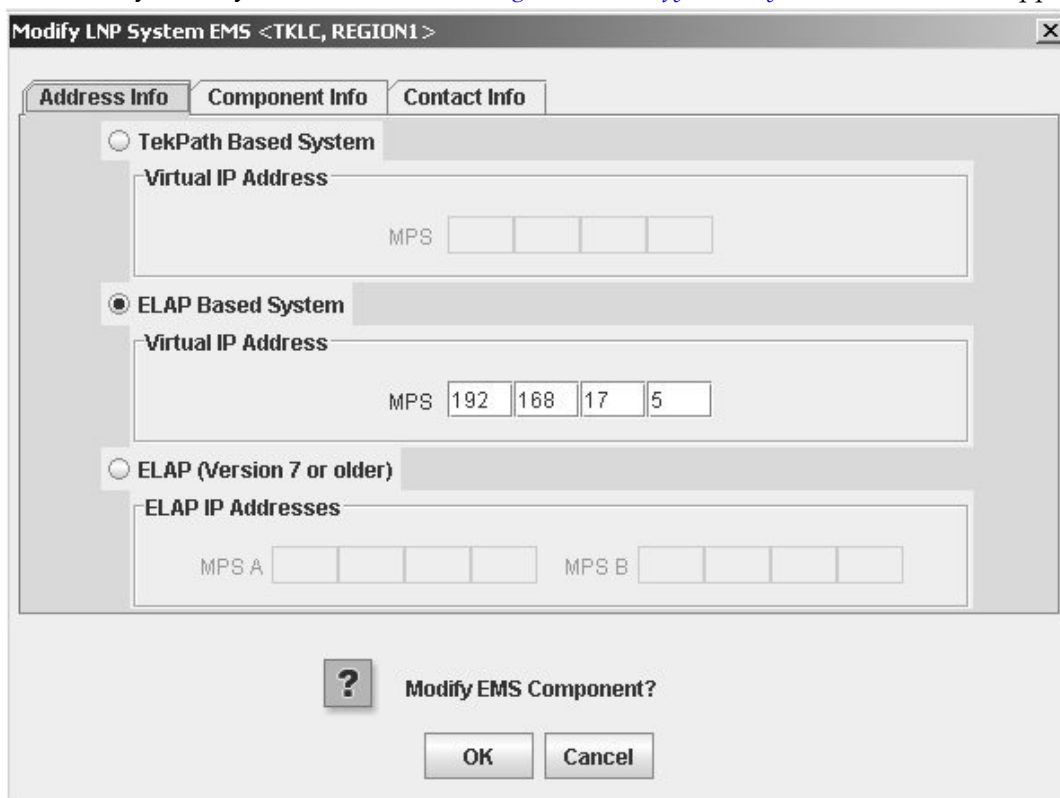 Modify LNP System EMS <TKLC, REGION1>
Address Info Component Info Contact Info
TekPath Based System
Virtual IP Address
MPS
ELAP Based System
Virtual IP Address
MPS 192 168 17 5
ELAP (Version 7 or older)
ELAP IP Addresses
MPS A MPS B
? Modify EMS Component?
OK Cancel